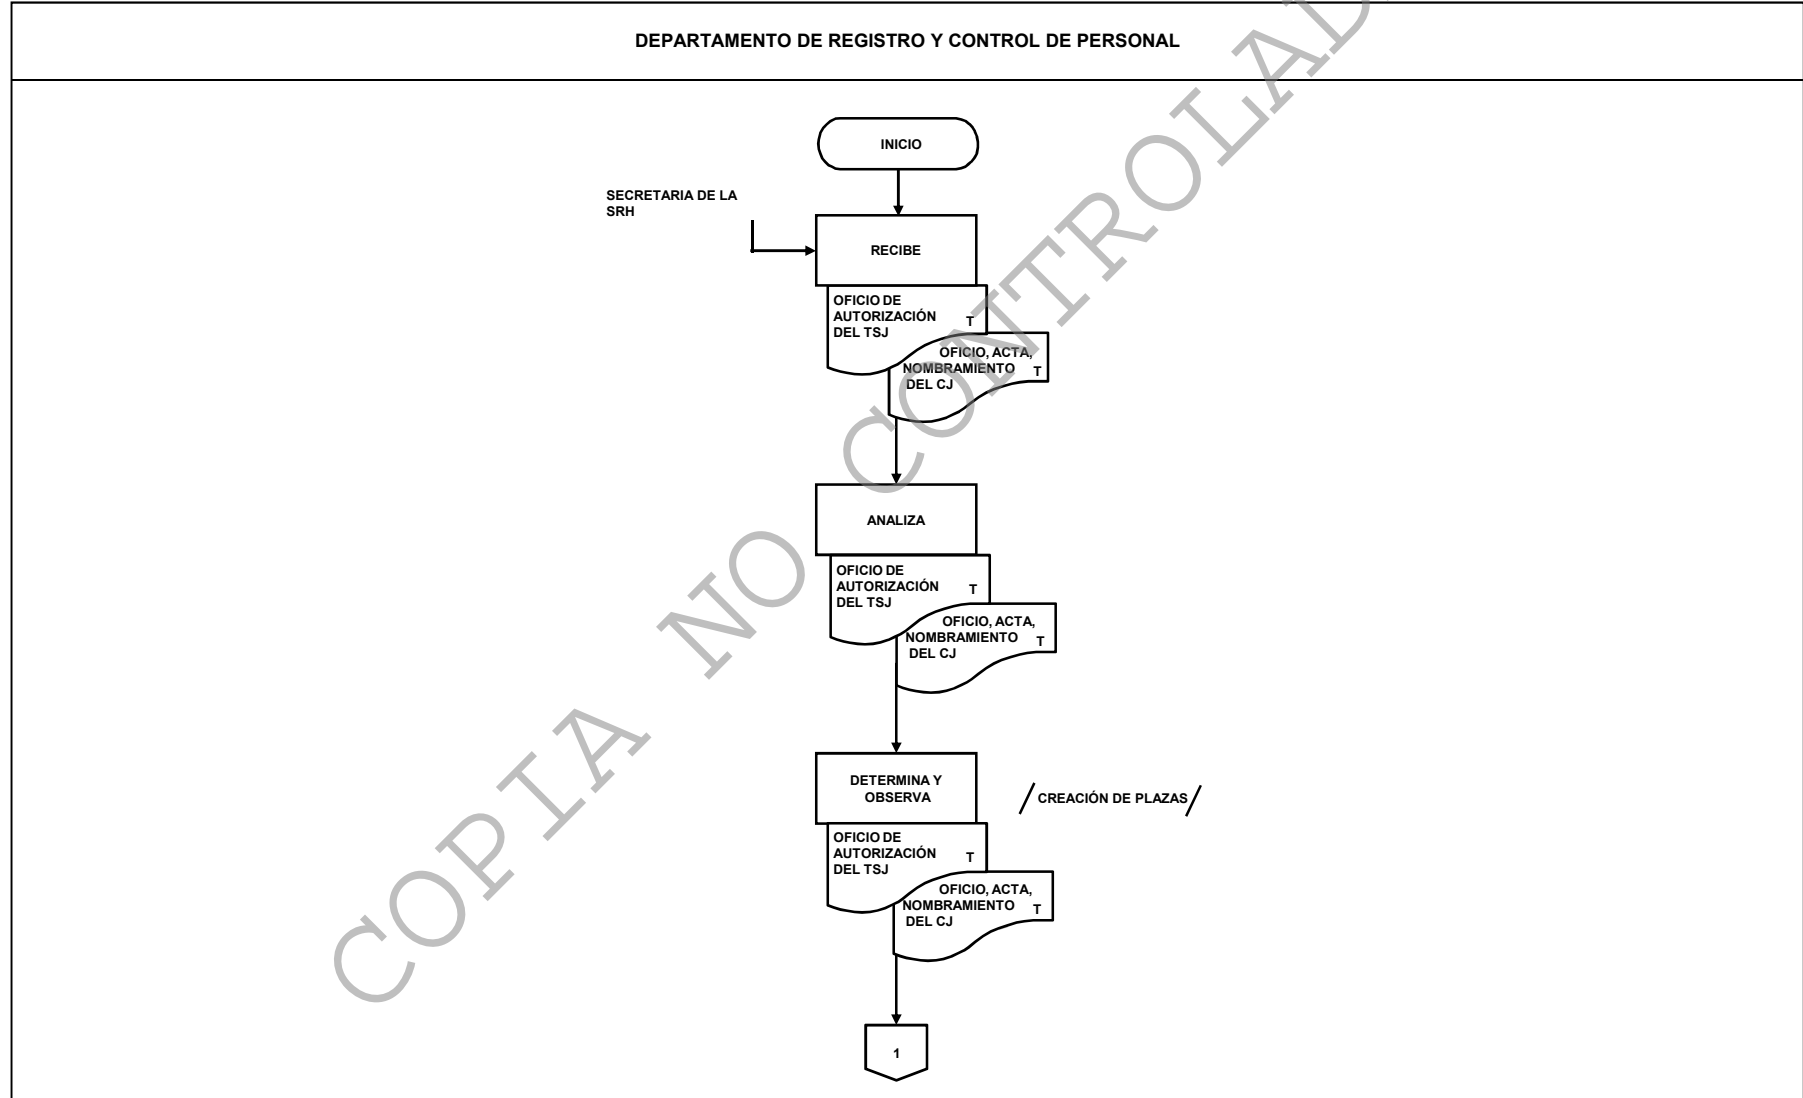 DEPARTAMENTO DE REGISTRO Y CONTROL DE PERSONAL
INICIO
SECRETARIA DE LA
SRH
RECIBE
OFICIO DE
AUTORIZACIÓN
DEL TSJ
T
OFICIO, ACTA,
NOMBRAMIENTO
DEL CJ
T
ANALIZA
OFICIO DE
AUTORIZACIÓN
DEL TSJ
T
OFICIO, ACTA,
NOMBRAMIENTO
DEL CJ
T
DETERMINA Y
OBSERVA
CREACIÓN DE PLAZAS
OFICIO DE
AUTORIZACIÓN
DEL TSJ
T
OFICIO, ACTA,
NOMBRAMIENTO
DEL CJ
T
1
COPIA NO CONTROLAD